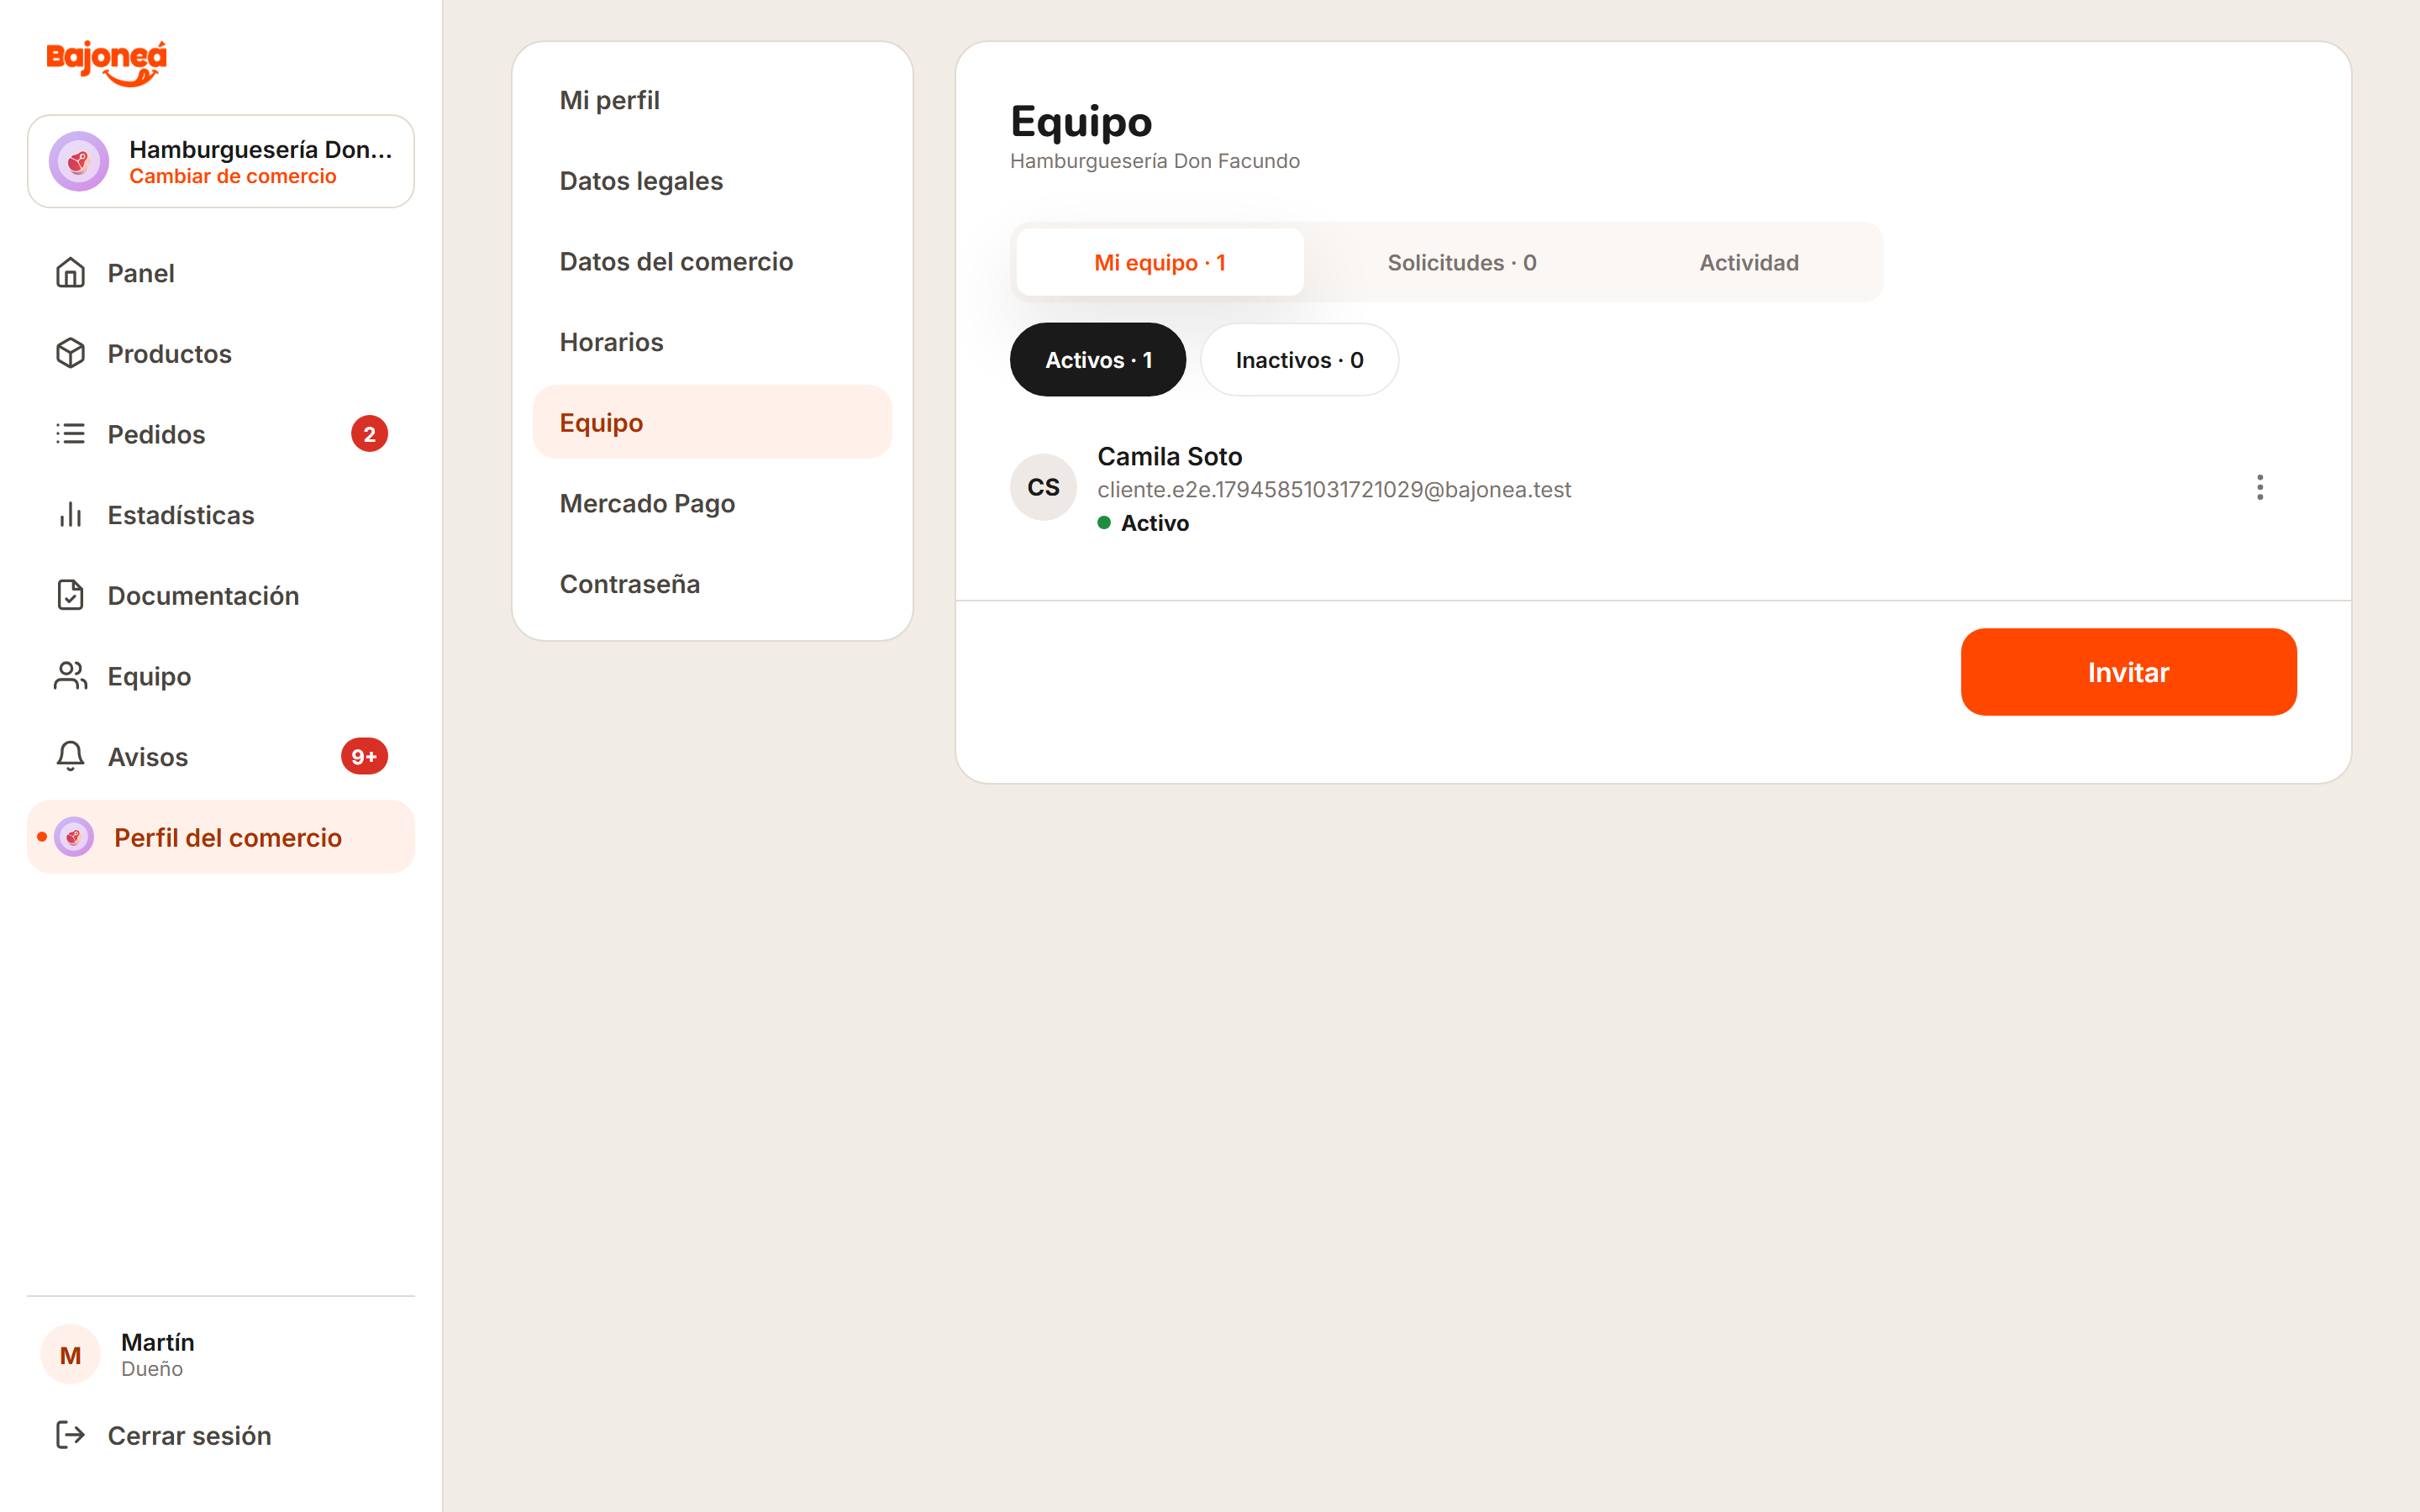 Bajoneá
Hamburguesería Don...
Cambiar de comercio
Panel
Productos
Pedidos 2
Estadísticas
Documentación
Equipo
Avisos 9+
Perfil del comercio
Martín
M
Dueño
Cerrar sesión
Mi perfil
Datos legales
Datos del comercio
Horarios
Equipo
Mercado Pago
Contraseña
Equipo
Hamburguesería Don Facundo
Mi equipo · 1 Solicitudes · 0 Actividad
Activos · 1 Inactivos · 0
Camila Soto
CS
cliente.e2e.17945851031721029@bajonea.test
Activo
Invitar